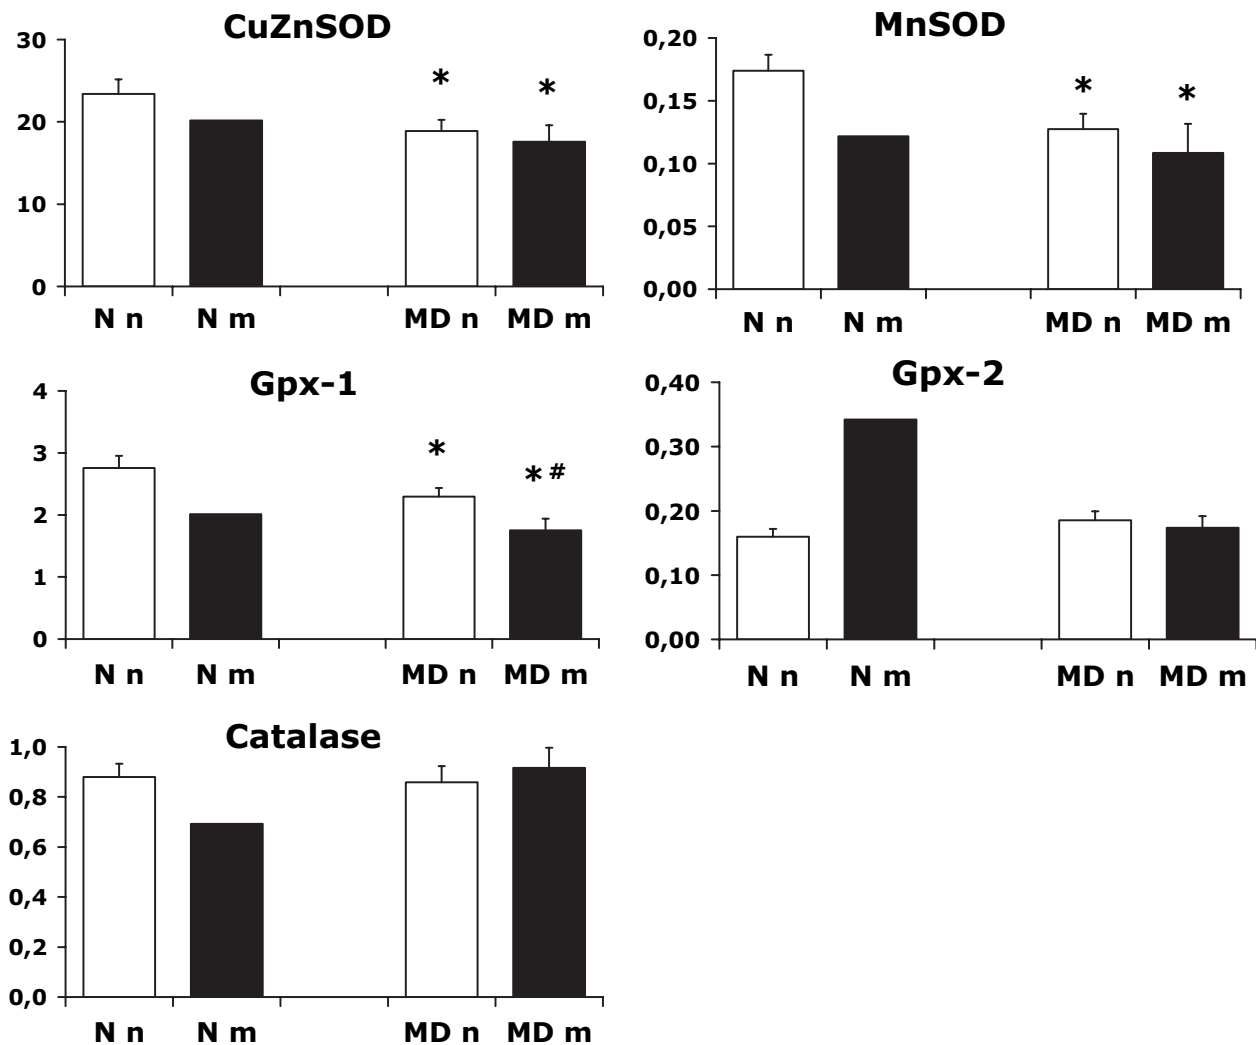 CuZnSOD
30
20
10
0
* *
N n N m MD n MD m
MnSOD
0,20
0,15
0,10
0,05
0,00
* *
N n N m MD n MD m
Gpx-1
4
3
2
1
0
* * #
N n N m MD n MD m
Gpx-2
0,40
0,30
0,20
0,10
0,00
N n N m MD n MD m
Catalase
1,0
0,8
0,6
0,4
0,2
0,0
N n N m MD n MD m